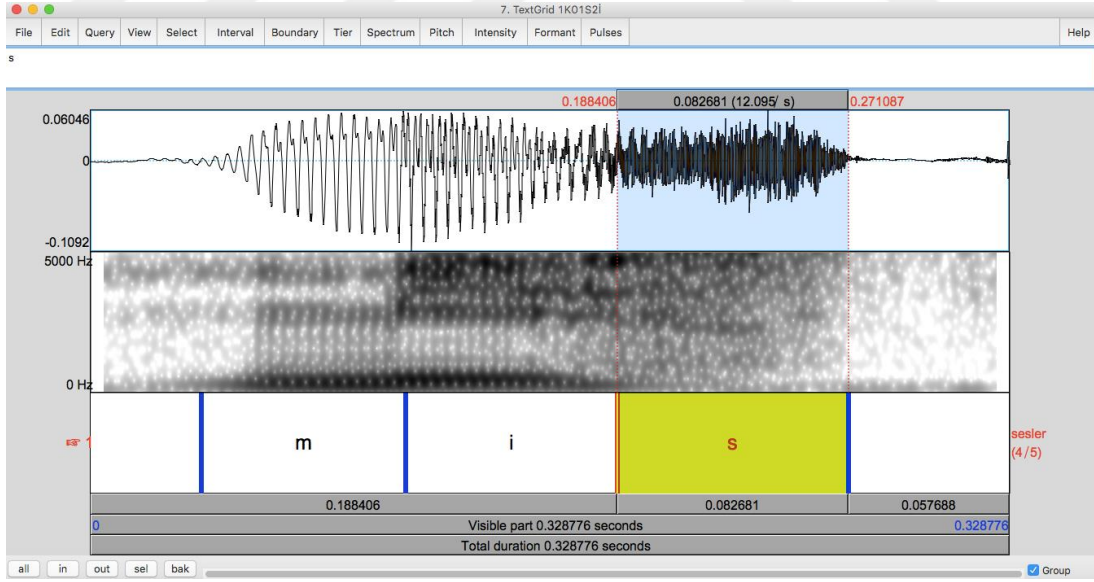 7. TextGrid 1K01S2İ
File Edit Query View Select Interval Boundary Tier Spectrum Pitch Intensity Formant Pulses Help
s
0.188406 0.082681 (12.095/ s) 0.271087
0.06046
0
-0.1092
5000 Hz
0 Hz
☞ 1 m i s sesler
(4/5)
0.188406 0.082681 0.057688
0 Visible part 0.328776 seconds 0.328776
Total duration 0.328776 seconds
all in out sel bak Group